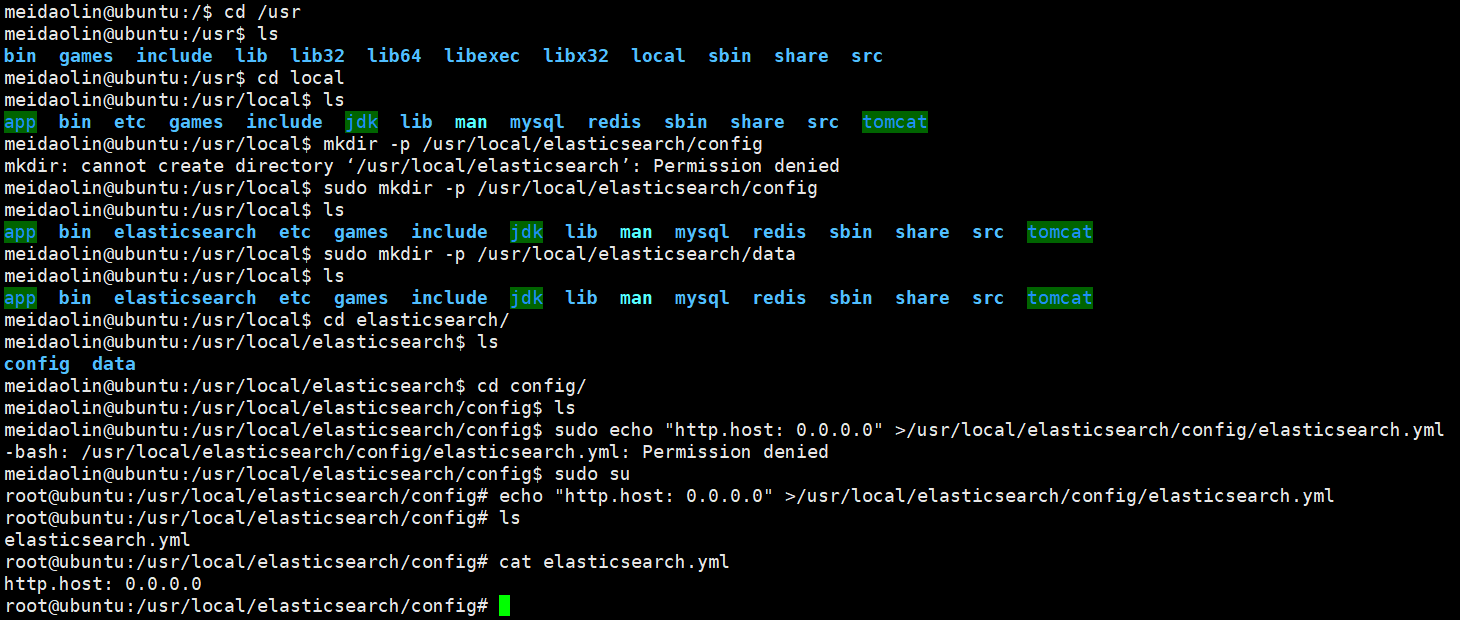 meidaolin@ubuntu:/$ cd /usr
meidaolin@ubuntu:/usr$ ls
bin  games  include  lib  lib32  lib64  libexec  libx32  local  sbin  share  src
meidaolin@ubuntu:/usr$ cd local
meidaolin@ubuntu:/usr/local$ ls
app  bin  etc  games  include  jdk  lib  man  mysql  redis  sbin  share  src  tomcat
meidaolin@ubuntu:/usr/local$ mkdir -p /usr/local/elasticsearch/config
mkdir: cannot create directory ‘/usr/local/elasticsearch’: Permission denied
meidaolin@ubuntu:/usr/local$ sudo mkdir -p /usr/local/elasticsearch/config
meidaolin@ubuntu:/usr/local$ ls
app  bin  elasticsearch  etc  games  include  jdk  lib  man  mysql  redis  sbin  share  src  tomcat
meidaolin@ubuntu:/usr/local$ sudo mkdir -p /usr/local/elasticsearch/data
meidaolin@ubuntu:/usr/local$ ls
app  bin  elasticsearch  etc  games  include  jdk  lib  man  mysql  redis  sbin  share  src  tomcat
meidaolin@ubuntu:/usr/local$ cd elasticsearch/
meidaolin@ubuntu:/usr/local/elasticsearch$ ls
config  data
meidaolin@ubuntu:/usr/local/elasticsearch$ cd config/
meidaolin@ubuntu:/usr/local/elasticsearch/config$ ls
meidaolin@ubuntu:/usr/local/elasticsearch/config$ sudo echo "http.host: 0.0.0.0" >/usr/local/elasticsearch/config/elasticsearch.yml
-bash: /usr/local/elasticsearch/config/elasticsearch.yml: Permission denied
meidaolin@ubuntu:/usr/local/elasticsearch/config$ sudo su
root@ubuntu:/usr/local/elasticsearch/config# echo "http.host: 0.0.0.0" >/usr/local/elasticsearch/config/elasticsearch.yml
root@ubuntu:/usr/local/elasticsearch/config# ls
elasticsearch.yml
root@ubuntu:/usr/local/elasticsearch/config# cat elasticsearch.yml
http.host: 0.0.0.0
root@ubuntu:/usr/local/elasticsearch/config#